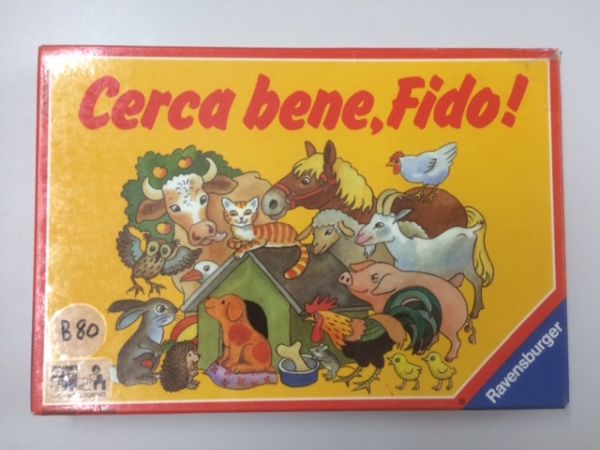 Cerca bene, Fido!
B80
Ravensburger